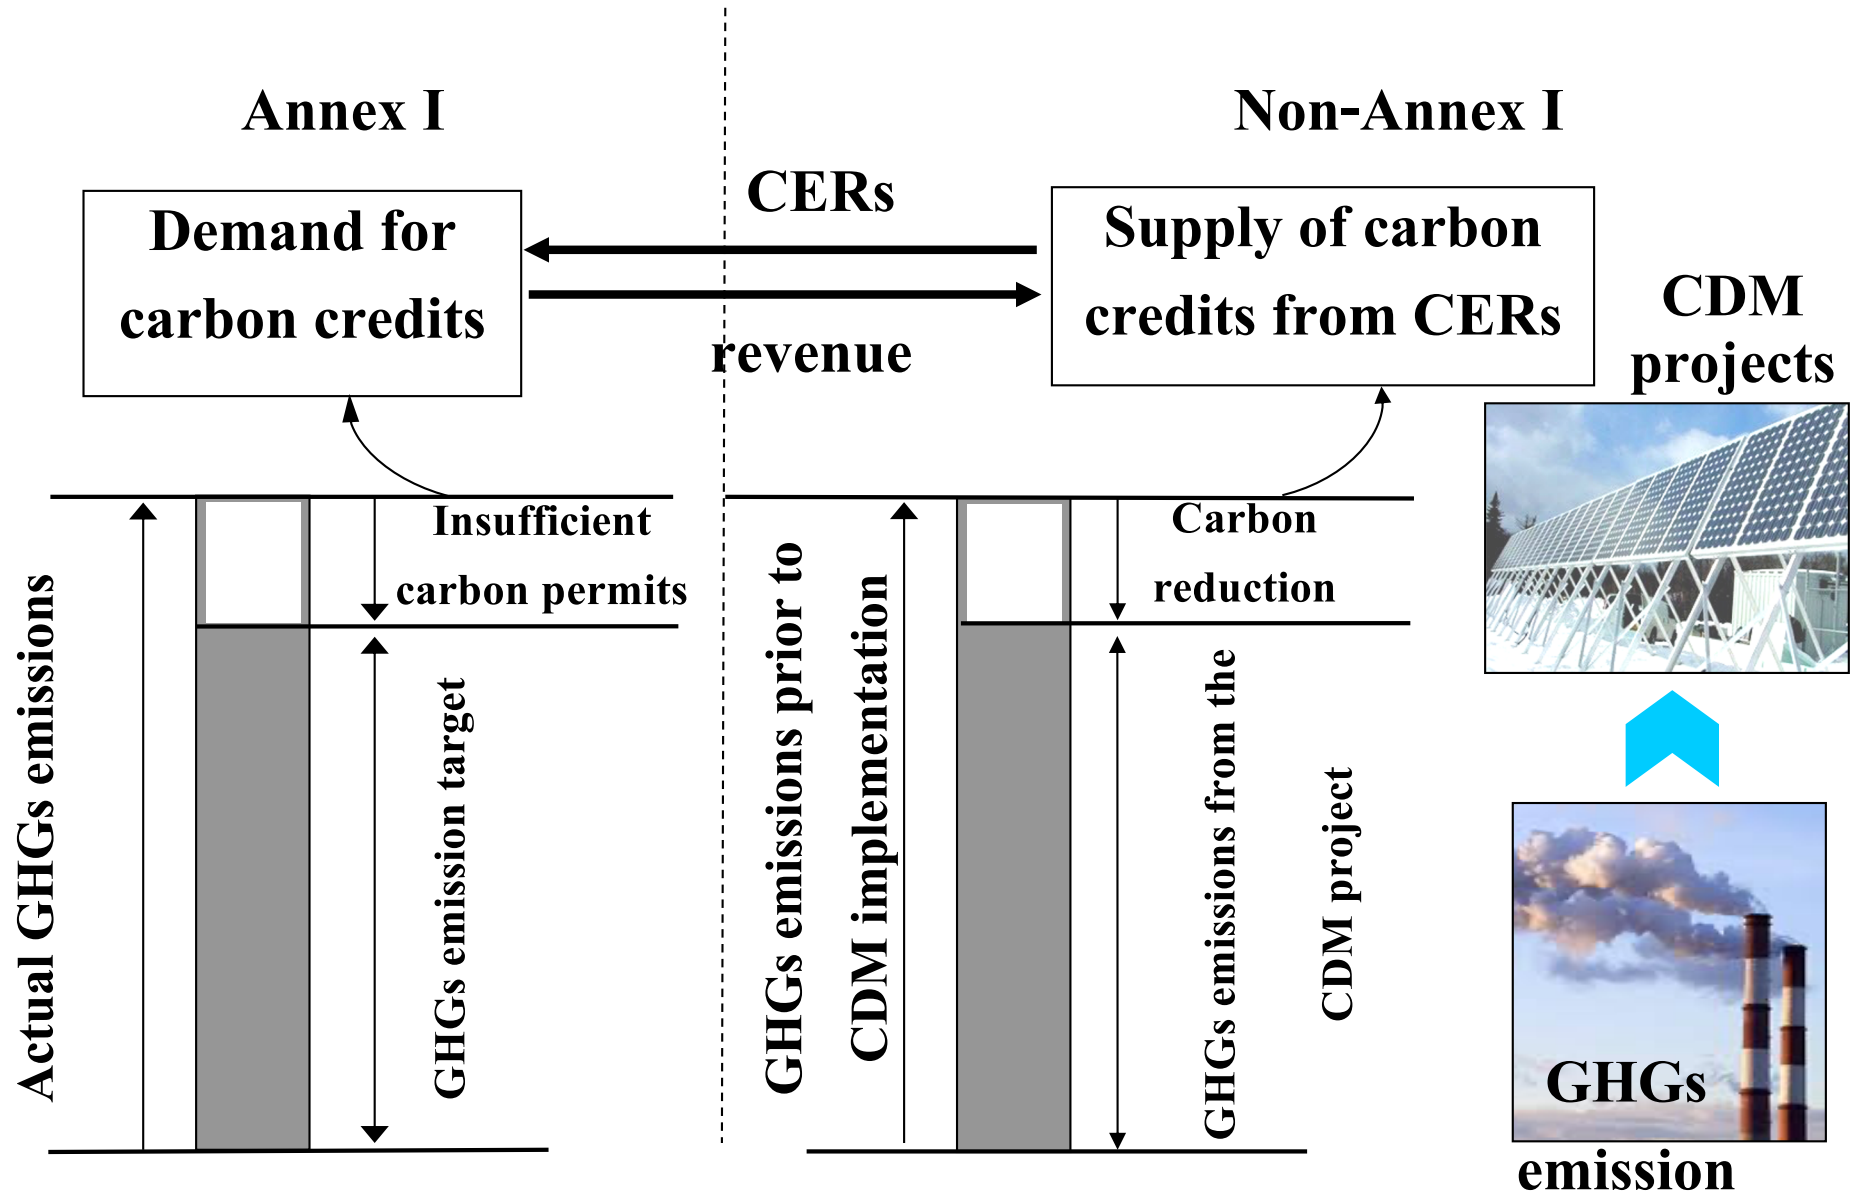 Annex I
Non-Annex I
Demand for
carbon credits
CERs
revenue
Supply of carbon
credits from CERs
CDM
projects
Actual GHGs emissions
Insufficient
carbon permits
GHGs emission target
GHGs emissions prior to
CDM implementation
Carbon
reduction
GHGs emissions from the
CDM project
GHGs
emission